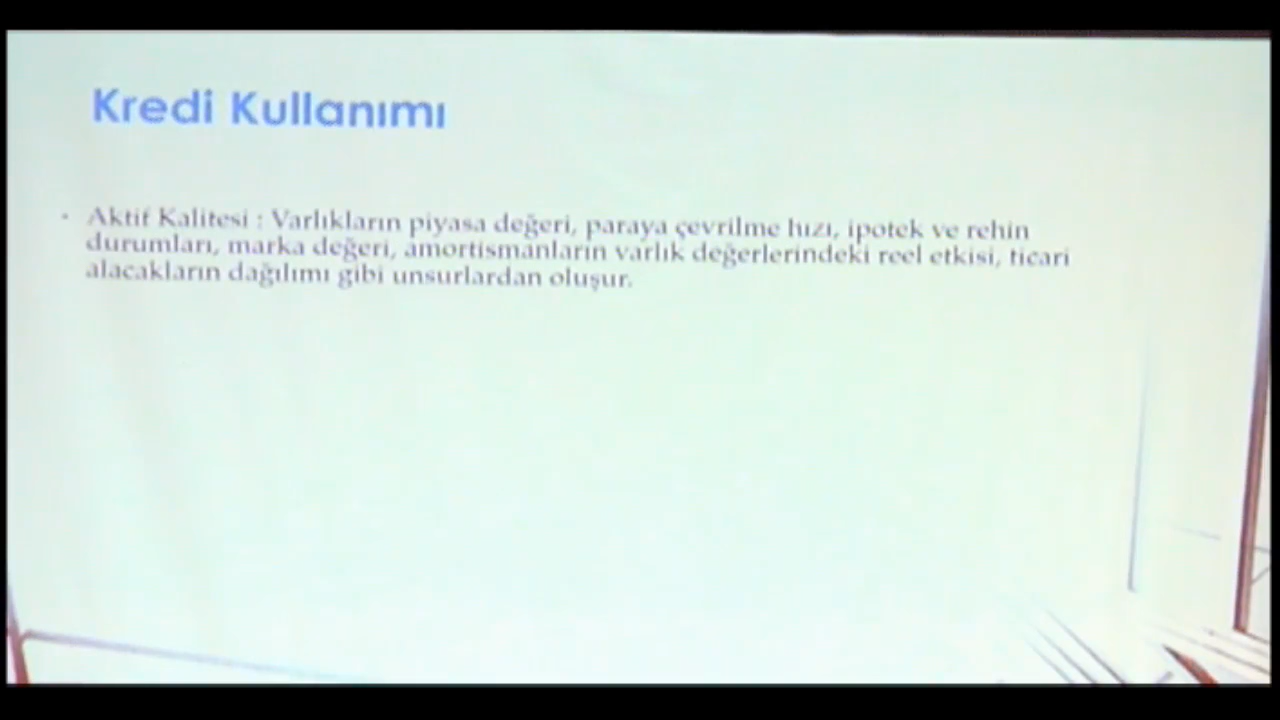 Kredi Kullanımı
• Aktif Kalitesi : Varlıkların piyasa değeri, paraya çevrilme hızı, ipotek ve rehin
durumları, marka değeri, amortismanların varlık değerlerindeki reel etkisi, ticari
alacakların dağılımı gibi unsurlardan oluşur.